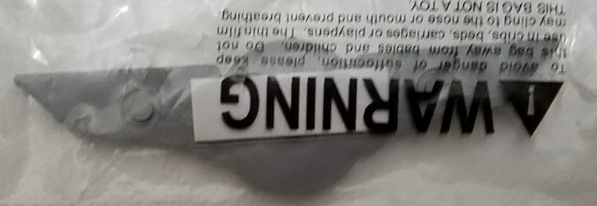 WARNING
To avoid danger of suffocation, please keep
this bag away from babies and children. Do not
use in cribs, beds, carriages or playpens. The thin film
may cling to the nose or mouth and prevent breathing.
THIS BAG IS NOT A TOY.